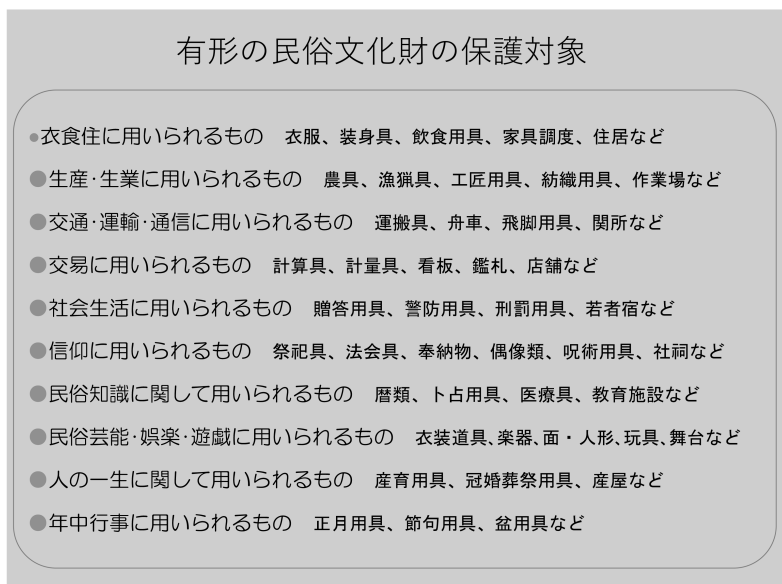 有形の民俗文化財の保護対象
●衣食住に用いられるもの　衣服、装身具、飲食用具、家具調度、住居など
●生産・生業に用いられるもの　農具、漁猟具、工匠用具、紡織用具、作業場など
●交通・運輸・通信に用いられるもの　運搬具、舟車、飛脚用具、関所など
●交易に用いられるもの　計算具、計量具、看板、鑑札、店舗など
●社会生活に用いられるもの　贈答用具、警防用具、刑罰用具、若者宿など
●信仰に用いられるもの　祭祀具、法会具、奉納物、偶像類、呪術用具、社祠など
●民俗知識に関して用いられるもの　暦類、卜占用具、医療具、教育施設など
●民俗芸能・娯楽・遊戯に用いられるもの　衣装道具、楽器、面・人形、玩具、舞台など
●人の一生に関して用いられるもの　産育用具、冠婚葬祭用具、産屋など
●年中行事に用いられるもの　正月用具、節句用具、盆用具など